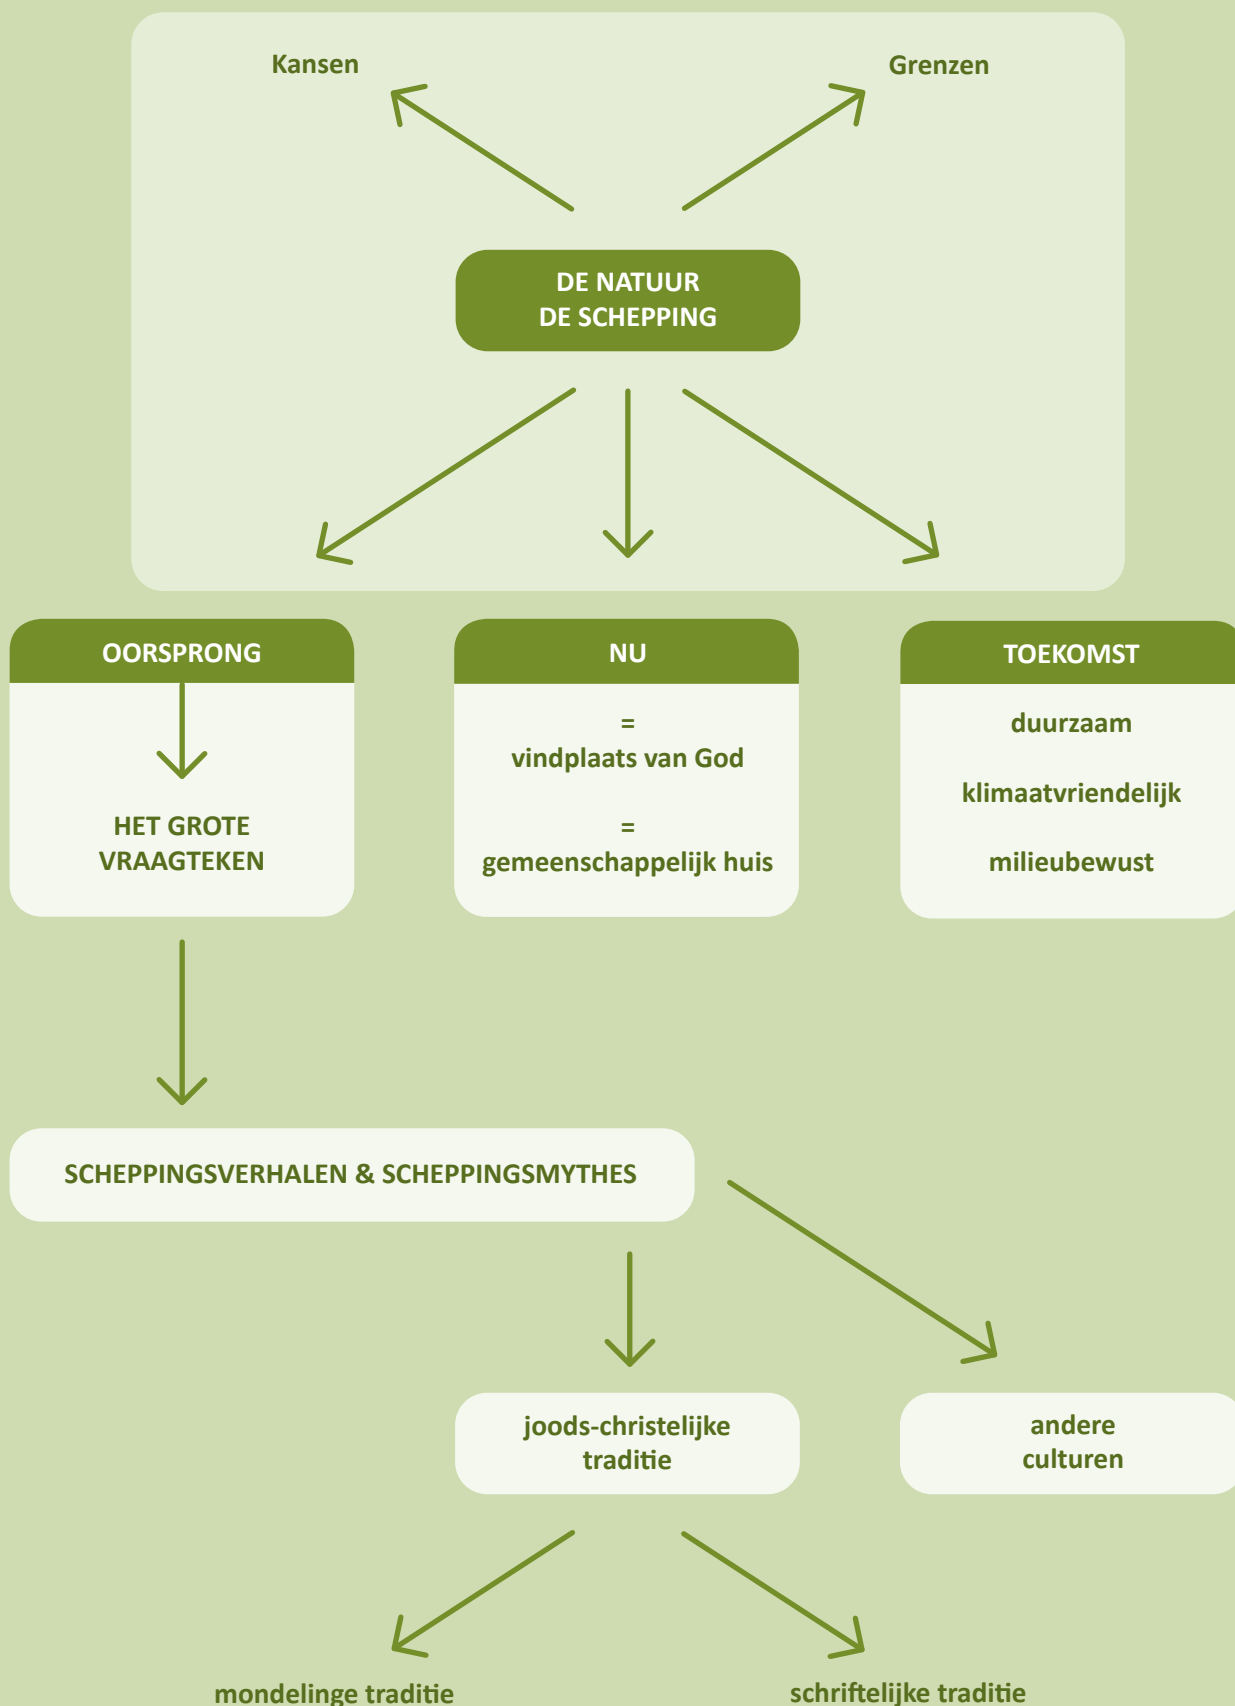 Kansen
Grenzen
DE NATUUR
DE SCHEPPING
OORSPRONG
HET GROTE
VRAAGTEKEN
NU
=
vindplaats van God
=
gemeenschappelijk huis
TOEKOMST
duurzaam
klimaatvriendelijk
milieubewust
SCHEPPINGSVERHALEN & SCHEPPINGSMYTHES
joods-christelijke
traditie
andere
culturen
mondelinge traditie
schriftelijke traditie